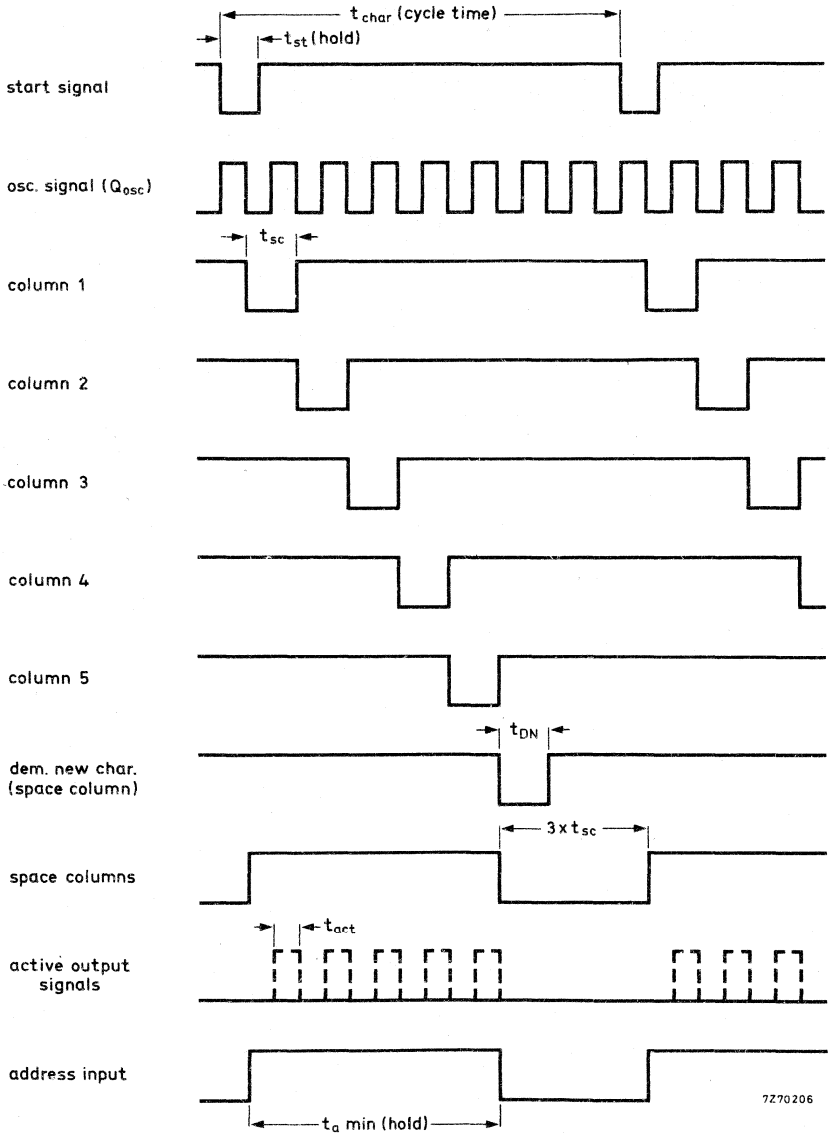 t_char (cycle time)
t_st (hold)
start signal
osc. signal (Q_osc)
t_sc
column 1
column 2
column 3
column 4
column 5
t_DN
dem. new char.
(space column)
3 x t_sc
space columns
t_act
active output
signals
address input
7Z70206
t_a min (hold)